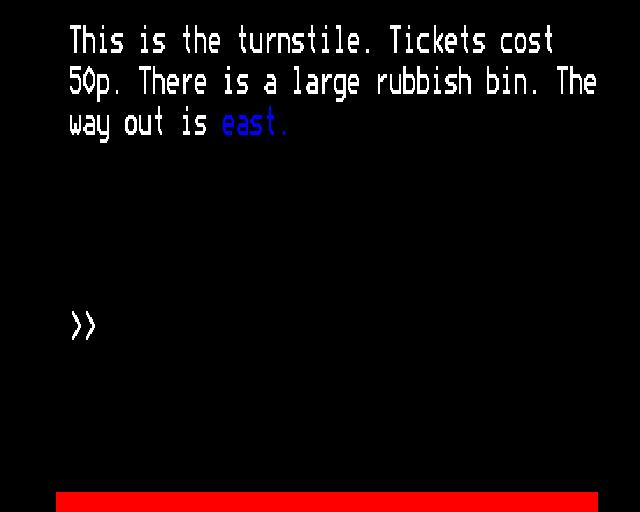 This is the turnstile. Tickets cost
50p. There is a large rubbish bin. The
way out is east.
>>